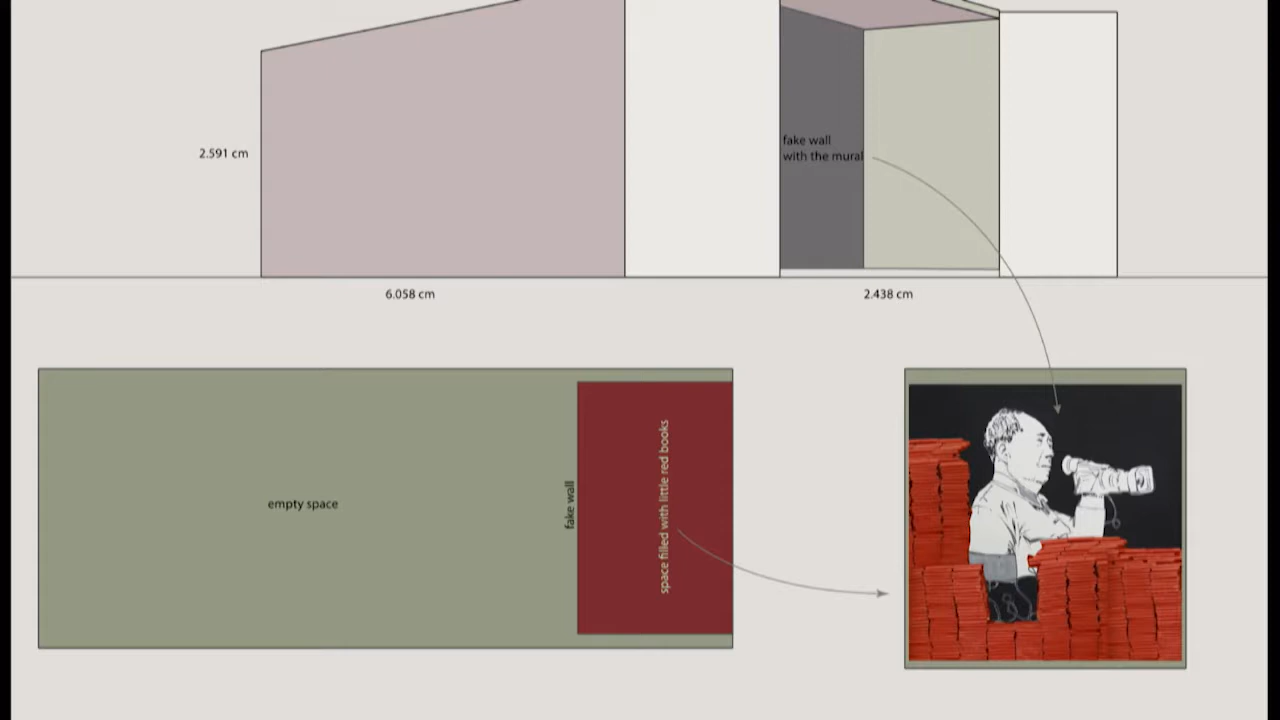 fake wall
with the mural
2.591 cm
6.058 cm
2.438 cm
empty space
fake wall
space filled with little red books